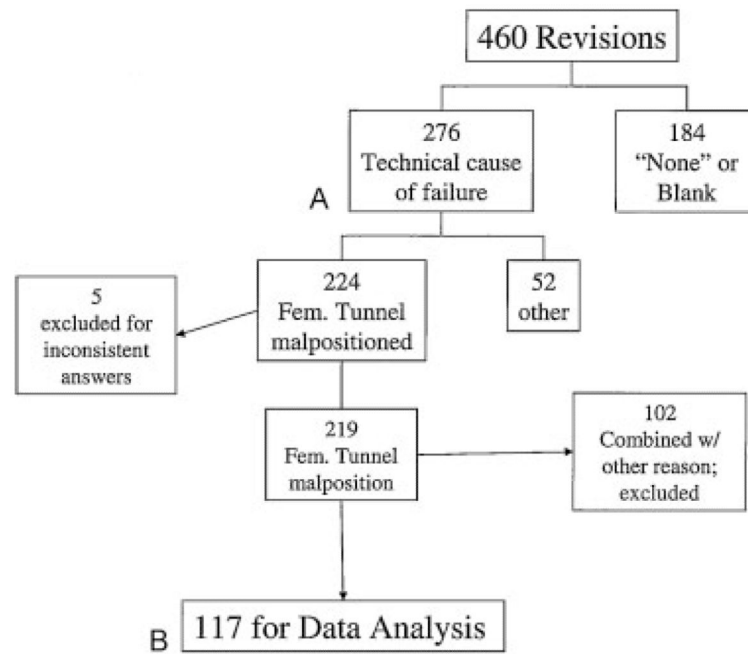 460 Revisions
276
Technical cause
of failure
184
“None” or
Blank
A
5
excluded for
inconsistent
answers
224
Fem. Tunnel
malpositioned
52
other
219
Fem. Tunnel
malposition
102
Combined w/
other reason;
excluded
B
117 for Data Analysis